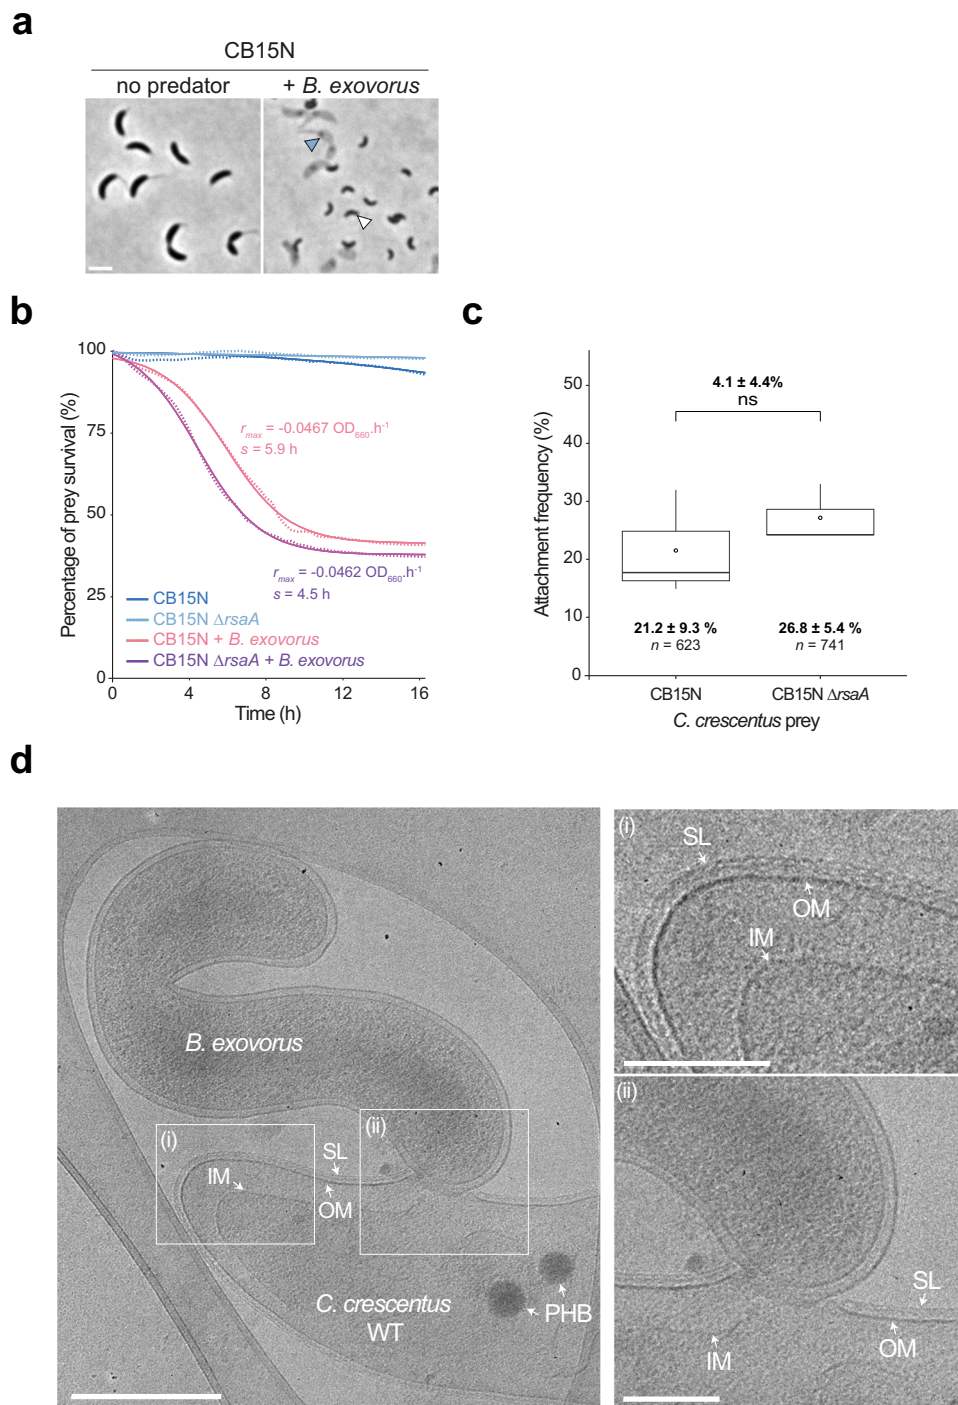 a
CB15N
no predator
+ B. exovorus
b
Percentage of prey survival (%)
100
75
50
25
0
0
4
8
12
16
Time (h)
rmax = -0.0467 OD660.h-1
s = 5.9 h
rmax = -0.0462 OD660.h-1
s = 4.5 h
CB15N
CB15N ΔrsaA
CB15N + B. exovorus
CB15N ΔrsaA + B. exovorus
c
Attachment frequency (%)
50
40
30
20
10
0
4.1 ± 4.4%
ns
21.2 ± 9.3 %
n = 623
26.8 ± 5.4 %
n = 741
CB15N
CB15N ΔrsaA
C. crescentus prey
d
B. exovorus
(i)
(ii)
SL
IM
OM
C. crescentus
WT
PHB
(i)
SL
OM
IM
(ii)
SL
OM
IM